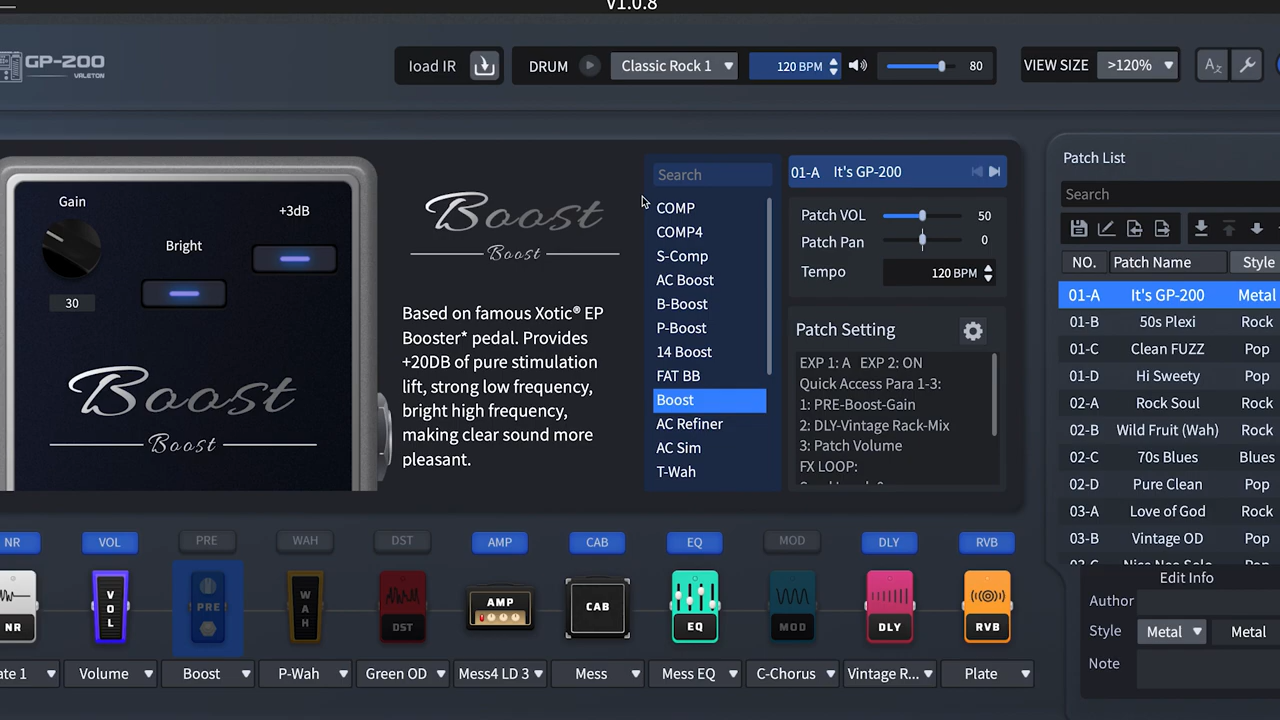 V1.0.8
GP-200
VALETON
load IR
DRUM
Classic Rock 1
120 BPM
80
VIEW SIZE
>120%
Az
Gain
30
Bright
+3dB
Boost
Boost
Boost
Boost
Based on famous Xotic® EP
Booster* pedal. Provides
+20DB of pure stimulation
lift, strong low frequency,
bright high frequency,
making clear sound more
pleasant.
Search
COMP
COMP4
S-Comp
AC Boost
B-Boost
P-Boost
14 Boost
FAT BB
Boost
AC Refiner
AC Sim
T-Wah
01-A It's GP-200
Patch VOL 50
Patch Pan 0
Tempo 120 BPM
Patch Setting
EXP 1: A EXP 2: ON
Quick Access Para 1-3:
1: PRE-Boost-Gain
2: DLY-Vintage Rack-Mix
3: Patch Volume
FX LOOP:
Patch List
Search
NO. Patch Name Style
01-A It's GP-200 Metal
01-B 50s Plexi Rock
01-C Clean FUZZ Pop
01-D Hi Sweety Pop
02-A Rock Soul Rock
02-B Wild Fruit (Wah) Pop
02-C 70s Blues Blues
02-D Pure Clean Pop
03-A Love of God Rock
03-B Vintage OD Pop
Edit Info
Author
Style Metal Metal
Note
NR VOL PRE WAH DST AMP CAB EQ MOD DLY RVB
NR VOL PRE WAH DST AMP CAB EQ MOD DLY RVB
ate 1 Volume Boost P-Wah Green OD Mess4 LD 3 Mess Mess EQ C-Chorus Vintage R... Plate